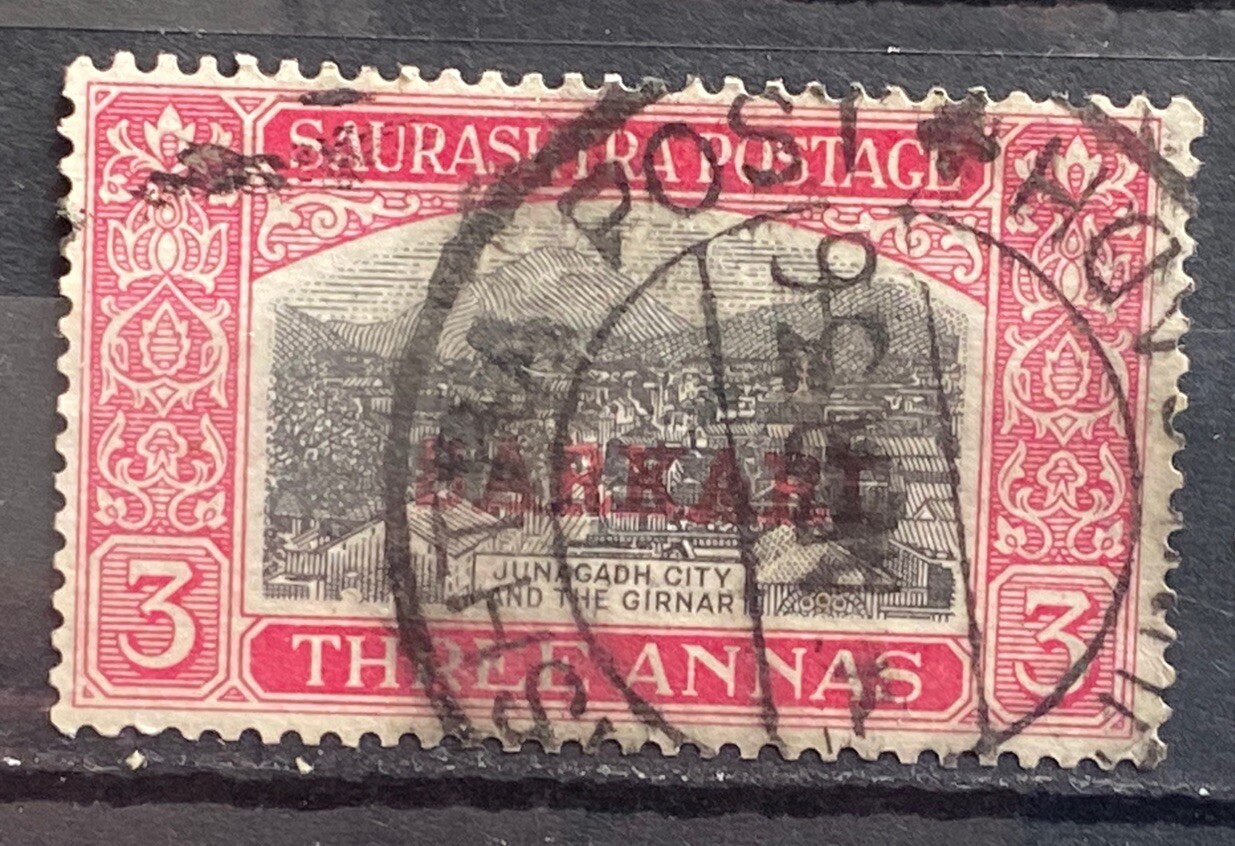 SAURASHTRA POSTAGE
POST
SARKARI
JUNAGADH CITY
AND THE GIRNAR
3
3
THREE ANNAS